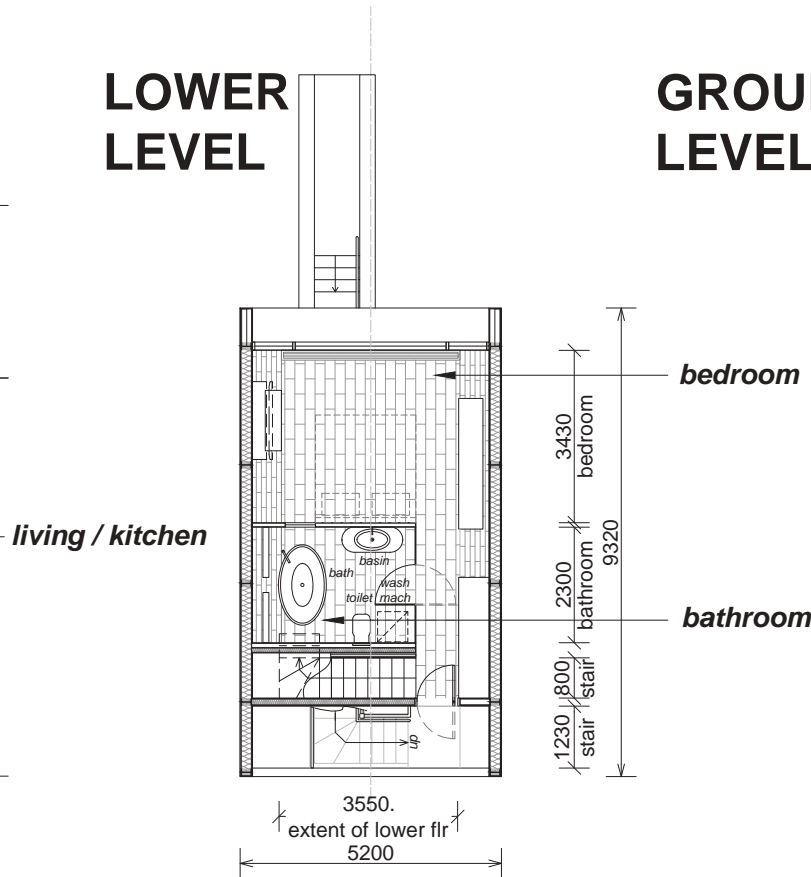 LOWER
LEVEL
GROU
LEVEL
bedroom
3430
bedroom
living / kitchen
9320
basin
bath
wash
toilet
mach
2300
bathroom
bathroom
800
stair
up
1230
stair
3550.
extent of lower flr
5200